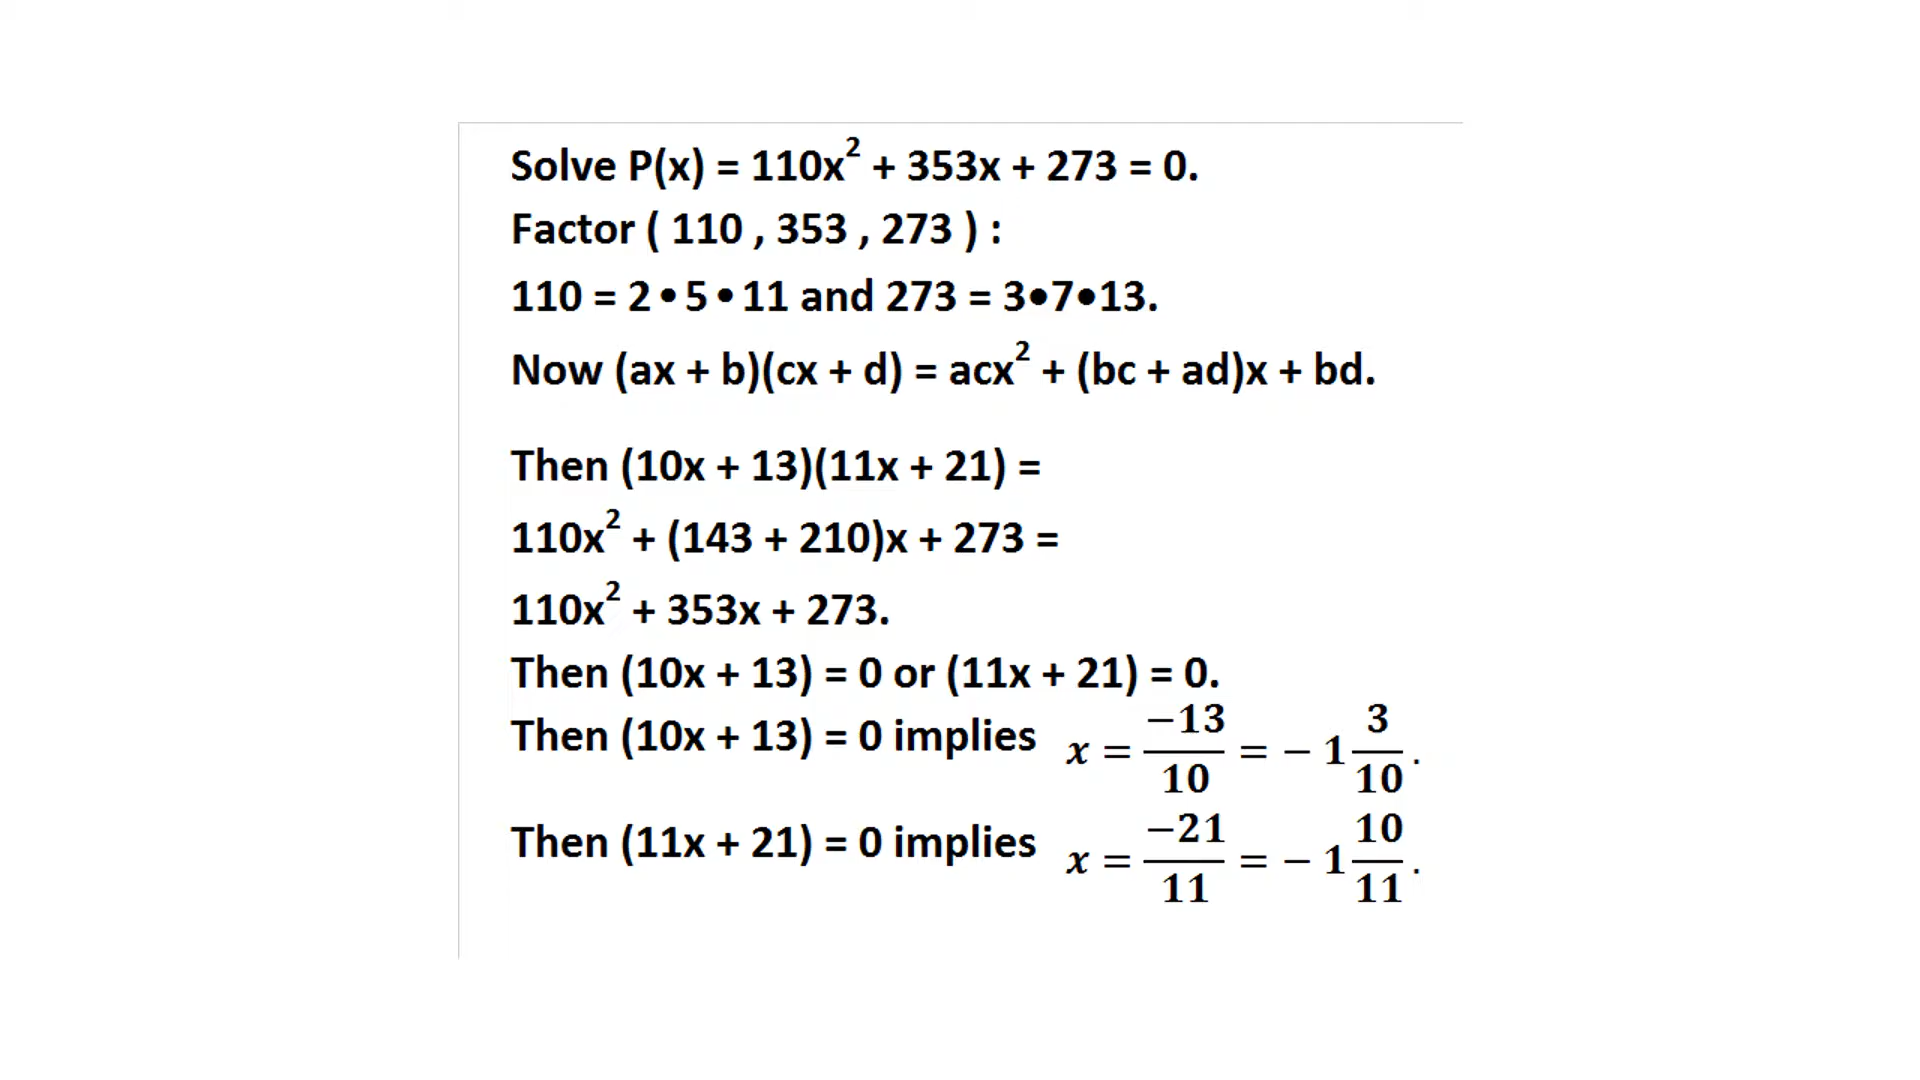 Solve P(x) = 110x² + 353x + 273 = 0.
Factor ( 110 , 353 , 273 ) :
110 = 2 • 5 • 11 and 273 = 3•7•13.
Now (ax + b)(cx + d) = acx² + (bc + ad)x + bd.
Then (10x + 13)(11x + 21) =
110x² + (143 + 210)x + 273 =
110x² + 353x + 273.
Then (10x + 13) = 0 or (11x + 21) = 0.
Then (10x + 13) = 0 implies x = −13/10 = − 1 3/10 .
Then (11x + 21) = 0 implies x = −21/11 = − 1 10/11 .